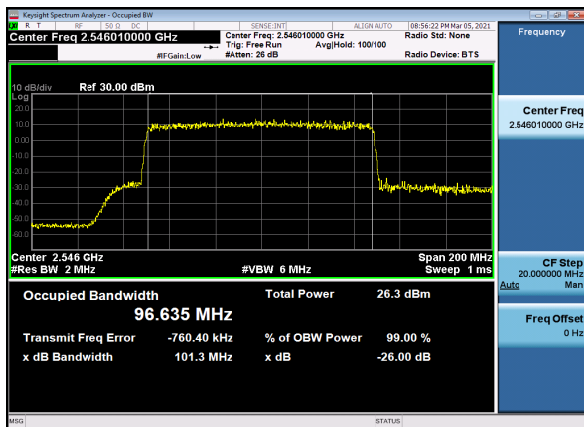 Keysight Spectrum Analyzer - Occupied BW
LXI R T RF 50 Ω DC SENSE:INT ALIGN AUTO 08:56:22 PM Mar 05, 2021
Center Freq 2.546010000 GHz
Center Freq: 2.546010000 GHz
Radio Std: None
Trig: Free Run Avg|Hold: 100/100
#IFGain:Low
#Atten: 26 dB
Radio Device: BTS
10 dB/div Ref 30.00 dBm
Log
20.0
10.0
0.00
-10.0
-20.0
-30.0
-40.0
-50.0
-60.0
Center 2.546 GHz Span 200 MHz
#Res BW 2 MHz #VBW 6 MHz Sweep 1 ms
Occupied Bandwidth
96.635 MHz
Total Power 26.3 dBm
Transmit Freq Error -760.40 kHz % of OBW Power 99.00 %
x dB Bandwidth 101.3 MHz x dB -26.00 dB
MSG STATUS
Frequency
Center Freq
2.546010000 GHz
CF Step
20.000000 MHz
Auto Man
Freq Offset
0 Hz